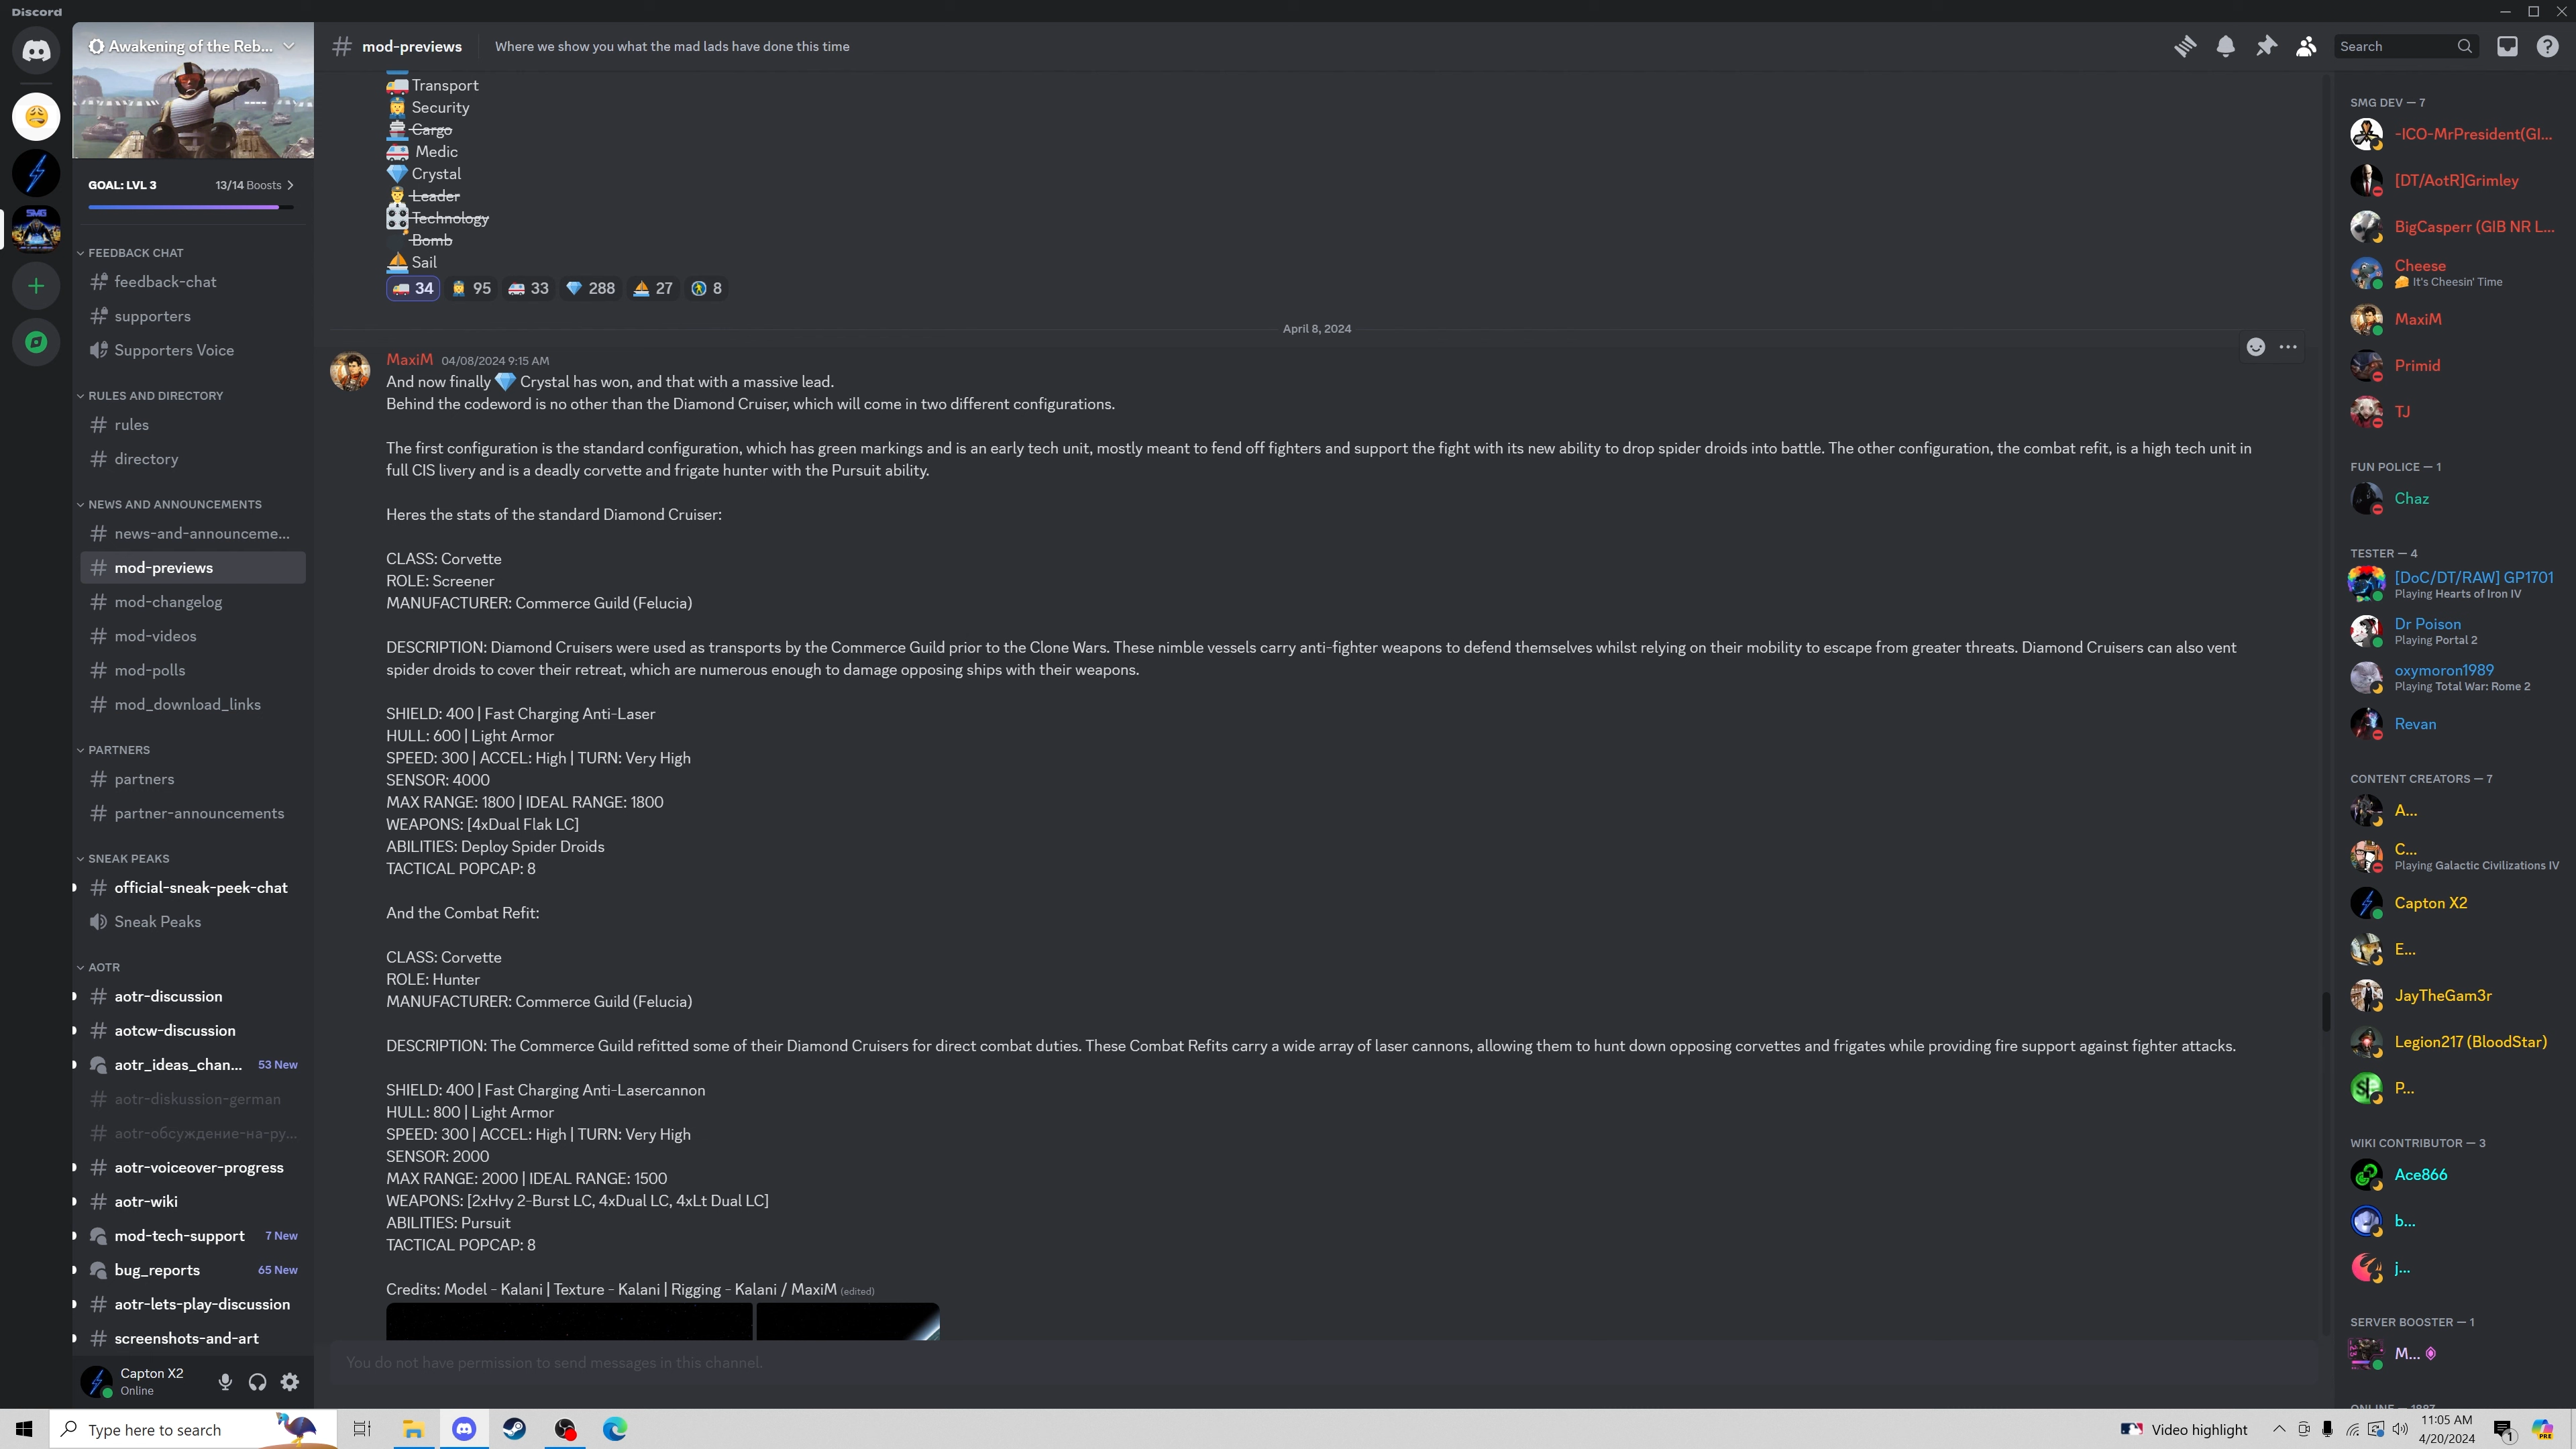 Discord
Awakening of the Reb...
GOAL: LVL 3
13/14 Boosts
FEEDBACK CHAT
feedback-chat
supporters
Supporters Voice
RULES AND DIRECTORY
rules
directory
NEWS AND ANNOUNCEMENTS
news-and-announceme...
mod-previews
mod-changelog
mod-videos
mod-polls
mod_download_links
PARTNERS
partners
partner-announcements
SNEAK PEAKS
official-sneak-peek-chat
Sneak Peaks
AOTR
aotr-discussion
aotcw-discussion
aotr_ideas_chan... 53 New
aotr-diskussion-german
aotr-обсуждение-на-ру...
aotr-voiceover-progress
aotr-wiki
mod-tech-support 7 New
bug_reports 65 New
aotr-lets-play-discussion
screenshots-and-art
Capton X2
Online
mod-previews
Where we show you what the mad lads have done this time
Search
Transport
Security
Cargo
Medic
Crystal
Leader
Technology
Bomb
Sail
34 95 33 288 27 8
April 8, 2024
MaxiM 04/08/2024 9:15 AM
And now finally 💎 Crystal has won, and that with a massive lead.
Behind the codeword is no other than the Diamond Cruiser, which will come in two different configurations.
The first configuration is the standard configuration, which has green markings and is an early tech unit, mostly meant to fend off fighters and support the fight with its new ability to drop spider droids into battle. The other configuration, the combat refit, is a high tech unit in
full CIS livery and is a deadly corvette and frigate hunter with the Pursuit ability.
Heres the stats of the standard Diamond Cruiser:
CLASS: Corvette
ROLE: Screener
MANUFACTURER: Commerce Guild (Felucia)
DESCRIPTION: Diamond Cruisers were used as transports by the Commerce Guild prior to the Clone Wars. These nimble vessels carry anti-fighter weapons to defend themselves whilst relying on their mobility to escape from greater threats. Diamond Cruisers can also vent
spider droids to cover their retreat, which are numerous enough to damage opposing ships with their weapons.
SHIELD: 400 | Fast Charging Anti-Laser
HULL: 600 | Light Armor
SPEED: 300 | ACCEL: High | TURN: Very High
SENSOR: 4000
MAX RANGE: 1800 | IDEAL RANGE: 1800
WEAPONS: [4xDual Flak LC]
ABILITIES: Deploy Spider Droids
TACTICAL POPCAP: 8
And the Combat Refit:
CLASS: Corvette
ROLE: Hunter
MANUFACTURER: Commerce Guild (Felucia)
DESCRIPTION: The Commerce Guild refitted some of their Diamond Cruisers for direct combat duties. These Combat Refits carry a wide array of laser cannons, allowing them to hunt down opposing corvettes and frigates while providing fire support against fighter attacks.
SHIELD: 400 | Fast Charging Anti-Lasercannon
HULL: 800 | Light Armor
SPEED: 300 | ACCEL: High | TURN: Very High
SENSOR: 2000
MAX RANGE: 2000 | IDEAL RANGE: 1500
WEAPONS: [2xHvy 2-Burst LC, 4xDual LC, 4xLt Dual LC]
ABILITIES: Pursuit
TACTICAL POPCAP: 8
Credits: Model - Kalani | Texture - Kalani | Rigging - Kalani / MaxiM (edited)
You do not have permission to send messages in this channel.
SMG DEV — 7
-ICO-MrPresident(GI...
[DT/AotR]Grimley
BigCasperr (GIB NR L...
Cheese
It's Cheesin' Time
MaxiM
Primid
TJ
FUN POLICE — 1
Chaz
TESTER — 4
[DoC/DT/RAW] GP1701
Playing Hearts of Iron IV
Dr Poison
Playing Portal 2
oxymoron1989
Playing Total War: Rome 2
Revan
CONTENT CREATORS — 7
A...
C...
Playing Galactic Civilizations IV
Capton X2
E...
JayTheGam3r
Legion217 (BloodStar)
P...
WIKI CONTRIBUTOR — 3
Ace866
b...
j...
SERVER BOOSTER — 1
M...
Type here to search
Video highlight
11:05 AM
4/20/2024